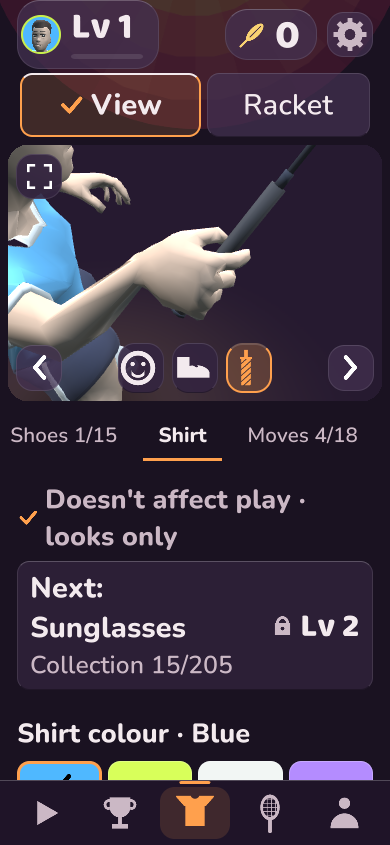 Lv 1
0
View
Racket
Shoes 1/15
Shirt
Moves 4/18
Doesn't affect play ·
looks only
Next:
Sunglasses
Lv 2
Collection 15/205
Shirt colour · Blue